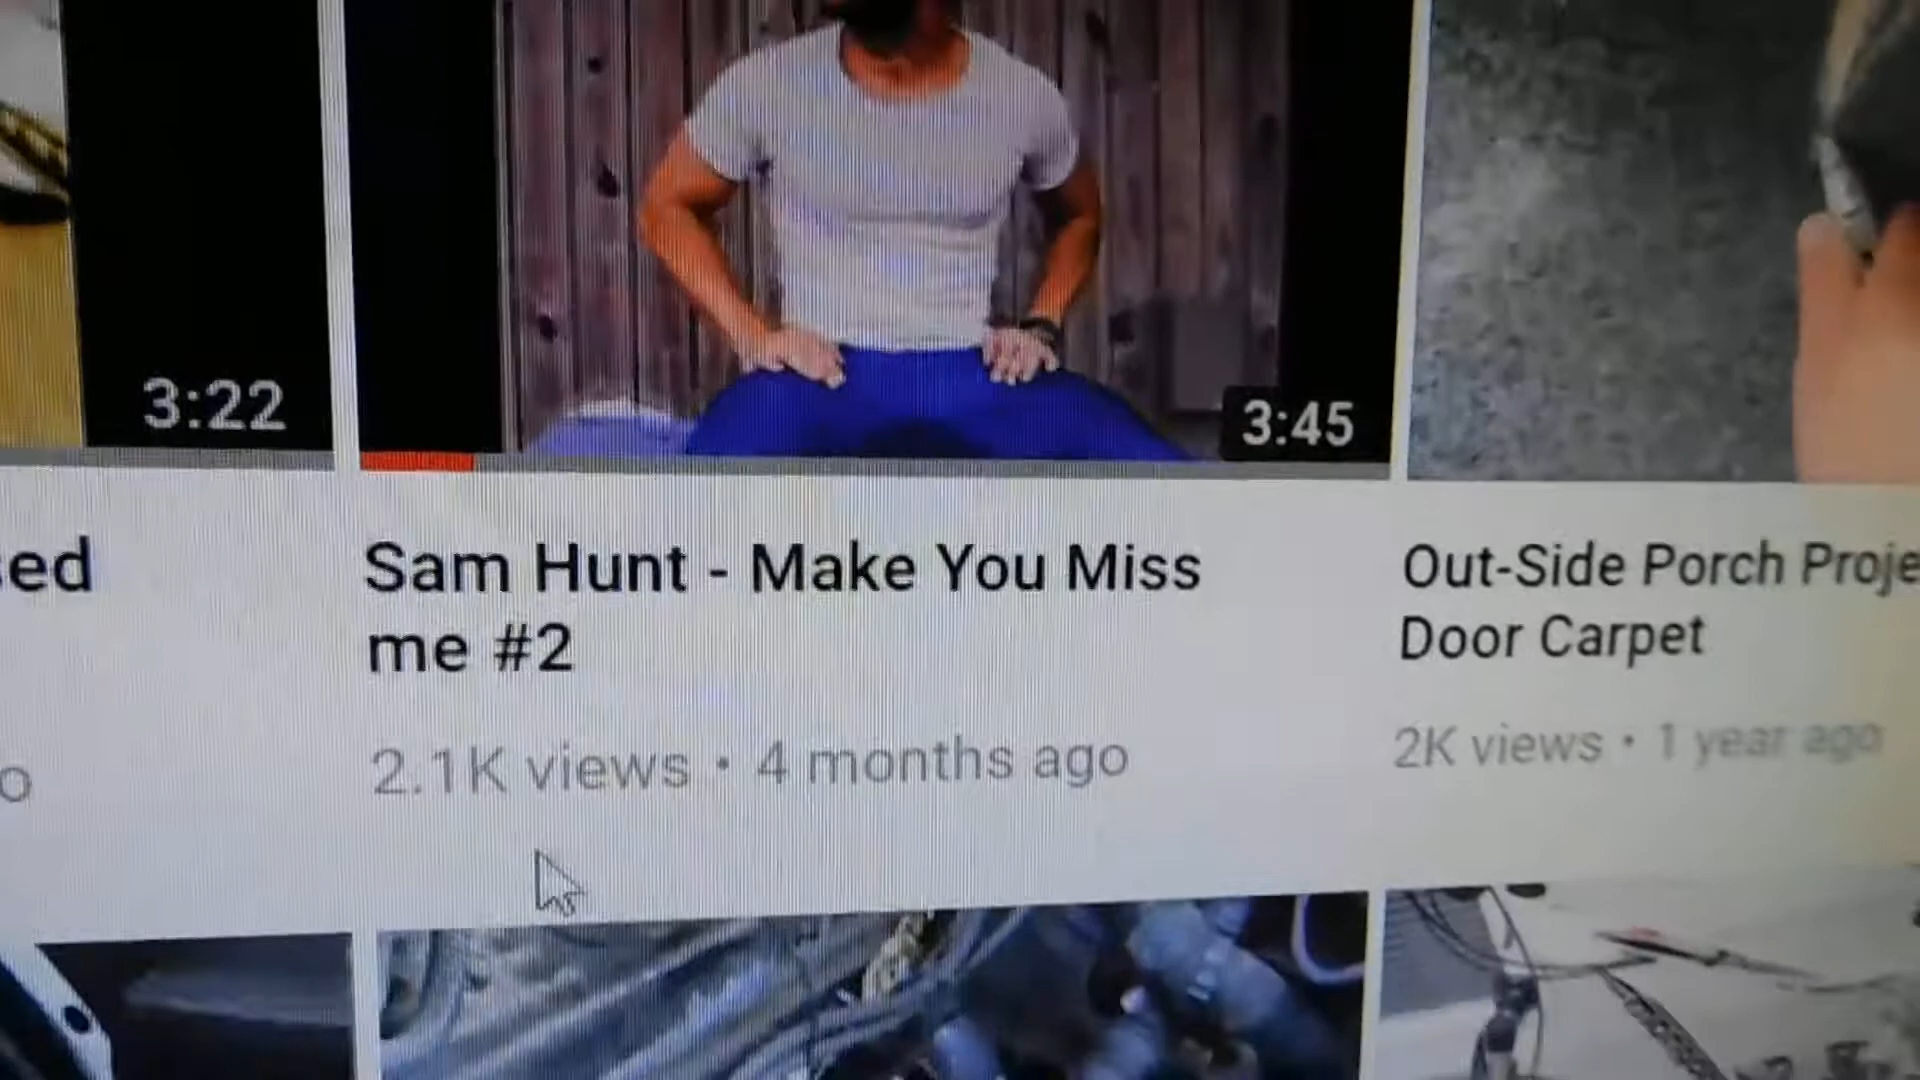 3:22
3:45
sed
Sam Hunt - Make You Miss
me #2
2.1K views • 4 months ago
Out-Side Porch Proje
Door Carpet
2K views • 1 year ago
o